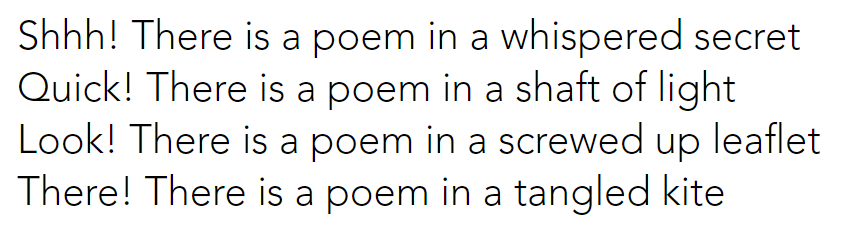 Shhh! There is a poem in a whispered secret
Quick! There is a poem in a shaft of light
Look! There is a poem in a screwed up leaflet
There! There is a poem in a tangled kite